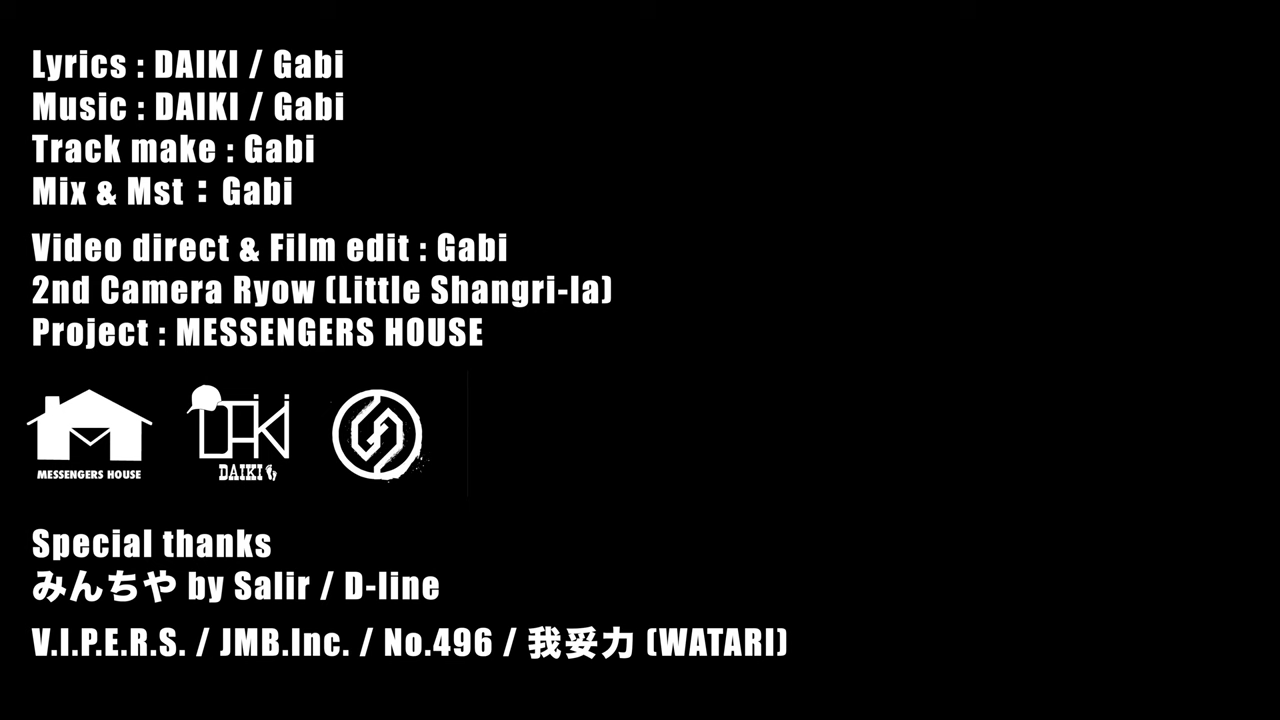 Lyrics : DAIKI / Gabi
Music : DAIKI / Gabi
Track make : Gabi
Mix & Mst：Gabi
Video direct & Film edit : Gabi
2nd Camera Ryow (Little Shangri-la)
Project : MESSENGERS HOUSE
DAiKi
MESSENGERS HOUSE
DAIKI
Special thanks
みんちや by Salir / D-line
V.I.P.E.R.S. / JMB.Inc. / No.496 / 我妥力 (WATARI)